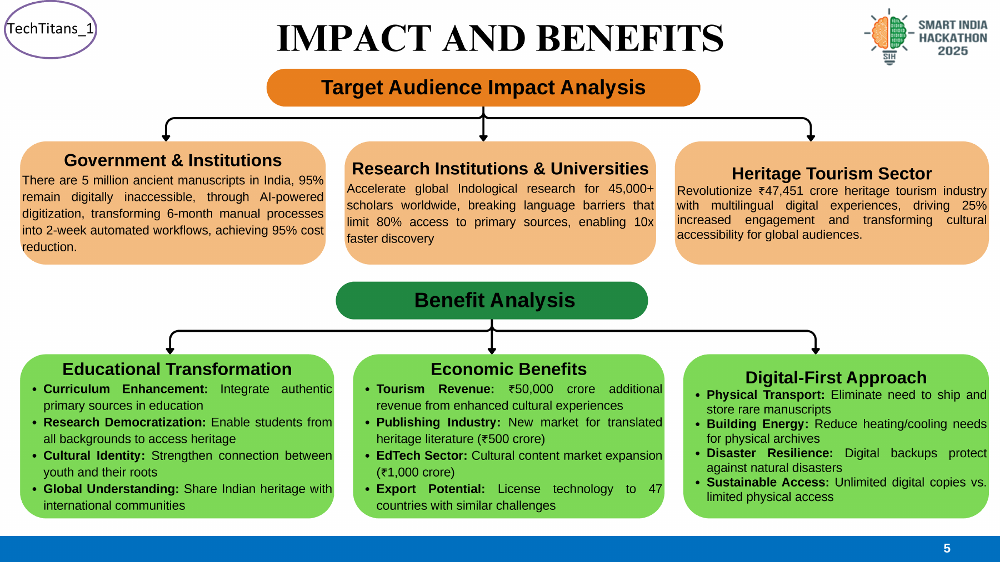 TechTitans_1
IMPACT AND BENEFITS
SIH
SMART INDIA
HACKATHON
2025
Target Audience Impact Analysis
Government & Institutions
There are 5 million ancient manuscripts in India, 95%
remain digitally inaccessible, through AI-powered
digitization, transforming 6-month manual processes
into 2-week automated workflows, achieving 95% cost
reduction.
Research Institutions & Universities
Accelerate global Indological research for 45,000+
scholars worldwide, breaking language barriers that
limit 80% access to primary sources, enabling 10x
faster discovery
Heritage Tourism Sector
Revolutionize ₹47,451 crore heritage tourism industry
with multilingual digital experiences, driving 25%
increased engagement and transforming cultural
accessibility for global audiences.
Benefit Analysis
Educational Transformation
• Curriculum Enhancement: Integrate authentic
primary sources in education
• Research Democratization: Enable students from
all backgrounds to access heritage
• Cultural Identity: Strengthen connection between
youth and their roots
• Global Understanding: Share Indian heritage with
international communities
Economic Benefits
• Tourism Revenue: ₹50,000 crore additional
revenue from enhanced cultural experiences
• Publishing Industry: New market for translated
heritage literature (₹500 crore)
• EdTech Sector: Cultural content market expansion
(₹1,000 crore)
• Export Potential: License technology to 47
countries with similar challenges
Digital-First Approach
• Physical Transport: Eliminate need to ship and
store rare manuscripts
• Building Energy: Reduce heating/cooling needs
for physical archives
• Disaster Resilience: Digital backups protect
against natural disasters
• Sustainable Access: Unlimited digital copies vs.
limited physical access
5